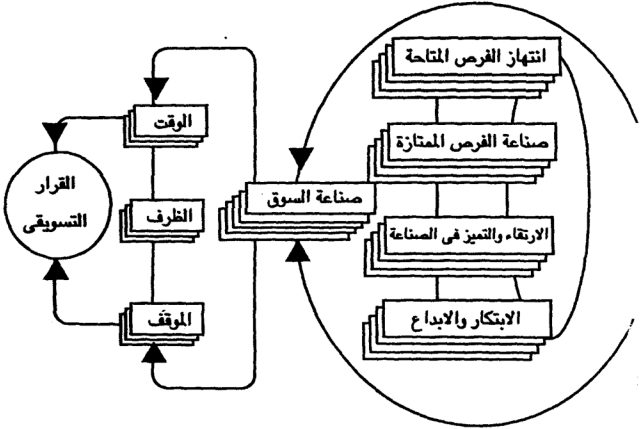 انتهاز الفرص المتاحة
صناعة الفرص الممتازة
الارتقاء والتميز فى الصناعة
الابتكار والابداع
صناعة السوق
الوقت
الظرف
الموقف
القرار
التسويقى